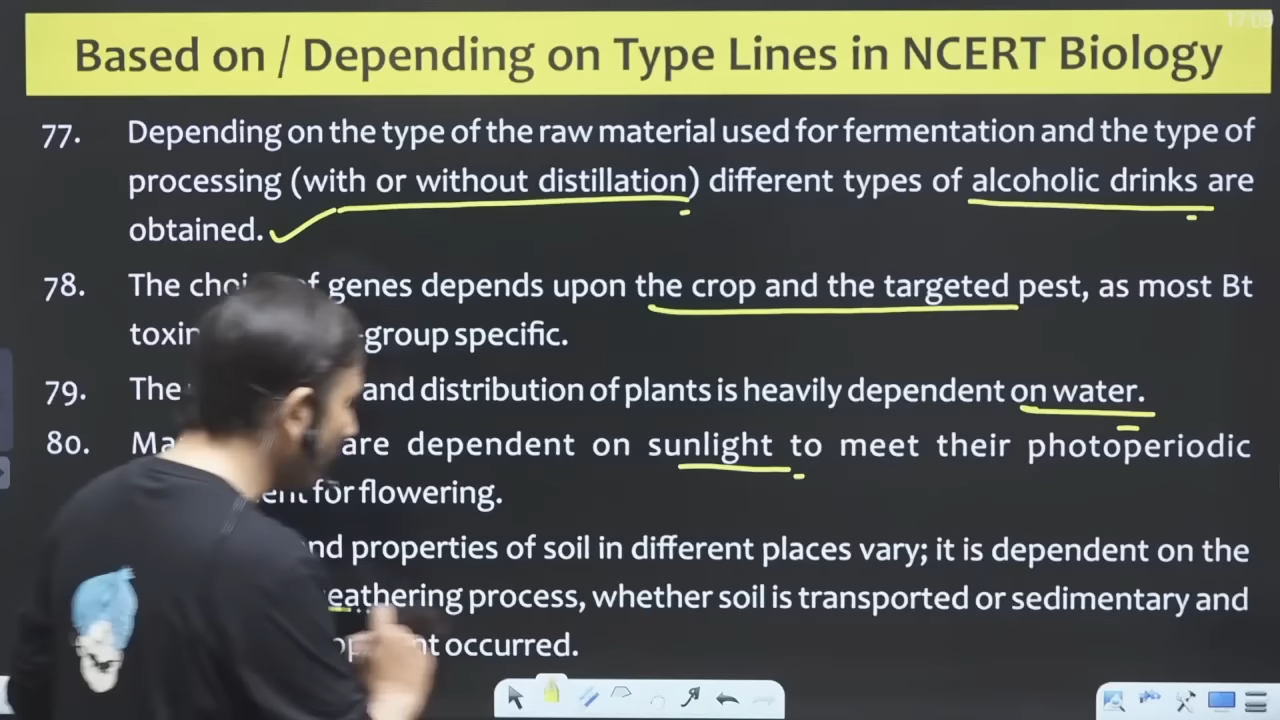 17:09
Based on / Depending on Type Lines in NCERT Biology
77. Depending on the type of the raw material used for fermentation and the type of
processing (with or without distillation) different types of alcoholic drinks are
obtained.
78. The of genes depends upon the crop and the targeted pest, as most Bt
-group specific.
79. The and distribution of plants is heavily dependent on water.
80. are dependent on sunlight to meet their photoperiodic
for flowering.
and properties of soil in different places vary; it is dependent on the
weathering process, whether soil is transported or sedimentary and
occurred.